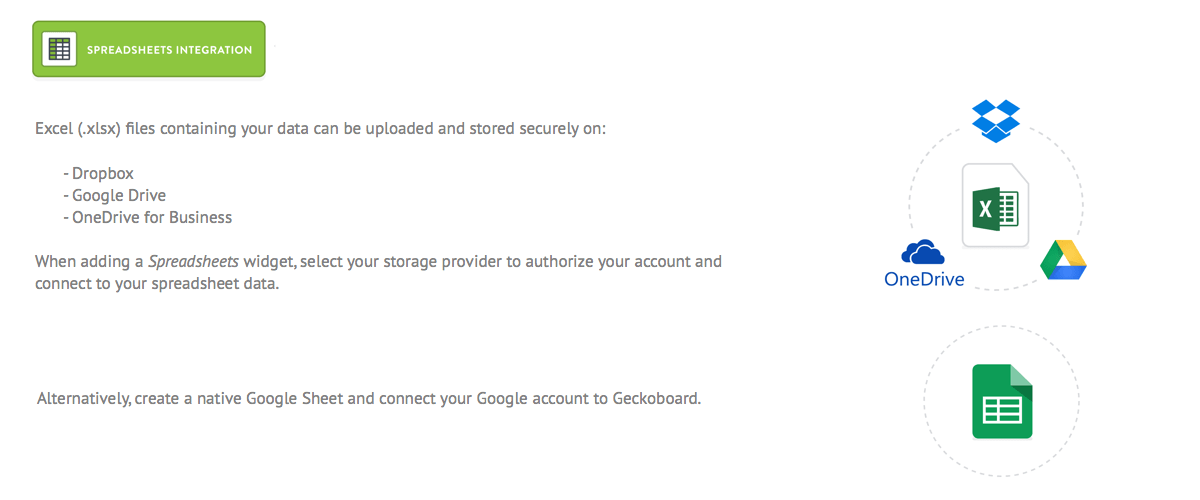 SPREADSHEETS INTEGRATION
Excel (.xlsx) files containing your data can be uploaded and stored securely on:
- Dropbox
- Google Drive
- OneDrive for Business
When adding a Spreadsheets widget, select your storage provider to authorize your account and
connect to your spreadsheet data.
X
OneDrive
Alternatively, create a native Google Sheet and connect your Google account to Geckoboard.